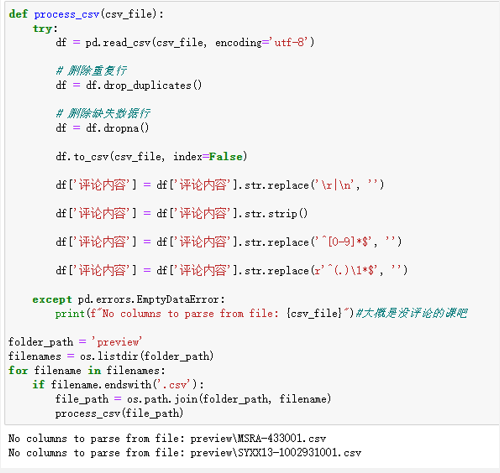 def process_csv(csv_file):
    try:
        df = pd.read_csv(csv_file, encoding='utf-8')
        # 删除重复行
        df = df.drop_duplicates()
        # 删除缺失数据行
        df = df.dropna()
        df.to_csv(csv_file, index=False)
        df['评论内容'] = df['评论内容'].str.replace('\r|\n', '')
        df['评论内容'] = df['评论内容'].str.strip()
        df['评论内容'] = df['评论内容'].str.replace('^[0-9]*$', '')
        df['评论内容'] = df['评论内容'].str.replace(r'^(.)\1*$', '')
    except pd.errors.EmptyDataError:
        print(f"No columns to parse from file: {csv_file}")#大概是没评论的课吧
folder_path = 'preview'
filenames = os.listdir(folder_path)
for filename in filenames:
    if filename.endswith('.csv'):
        file_path = os.path.join(folder_path, filename)
        process_csv(file_path)
No columns to parse from file: preview\MSRA-433001.csv
No columns to parse from file: preview\SYXX13-1002931001.csv